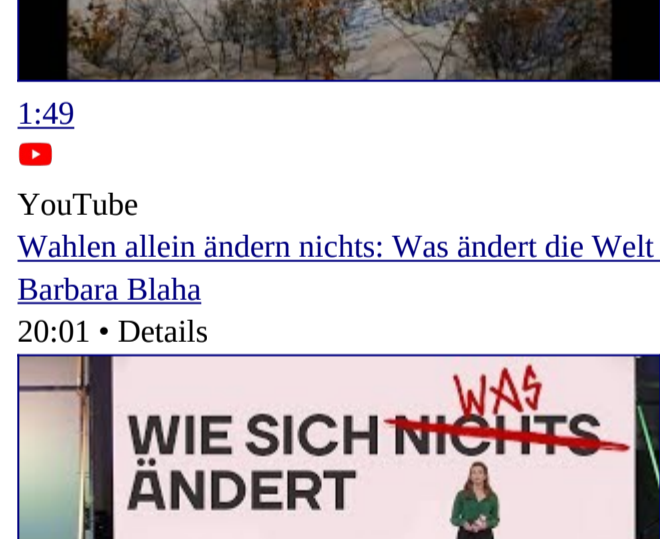 1:49
YouTube
Wahlen allein ändern nichts: Was ändert die Welt
Barbara Blaha
20:01 • Details
WAS
WIE SICH NICHTS
ÄNDERT